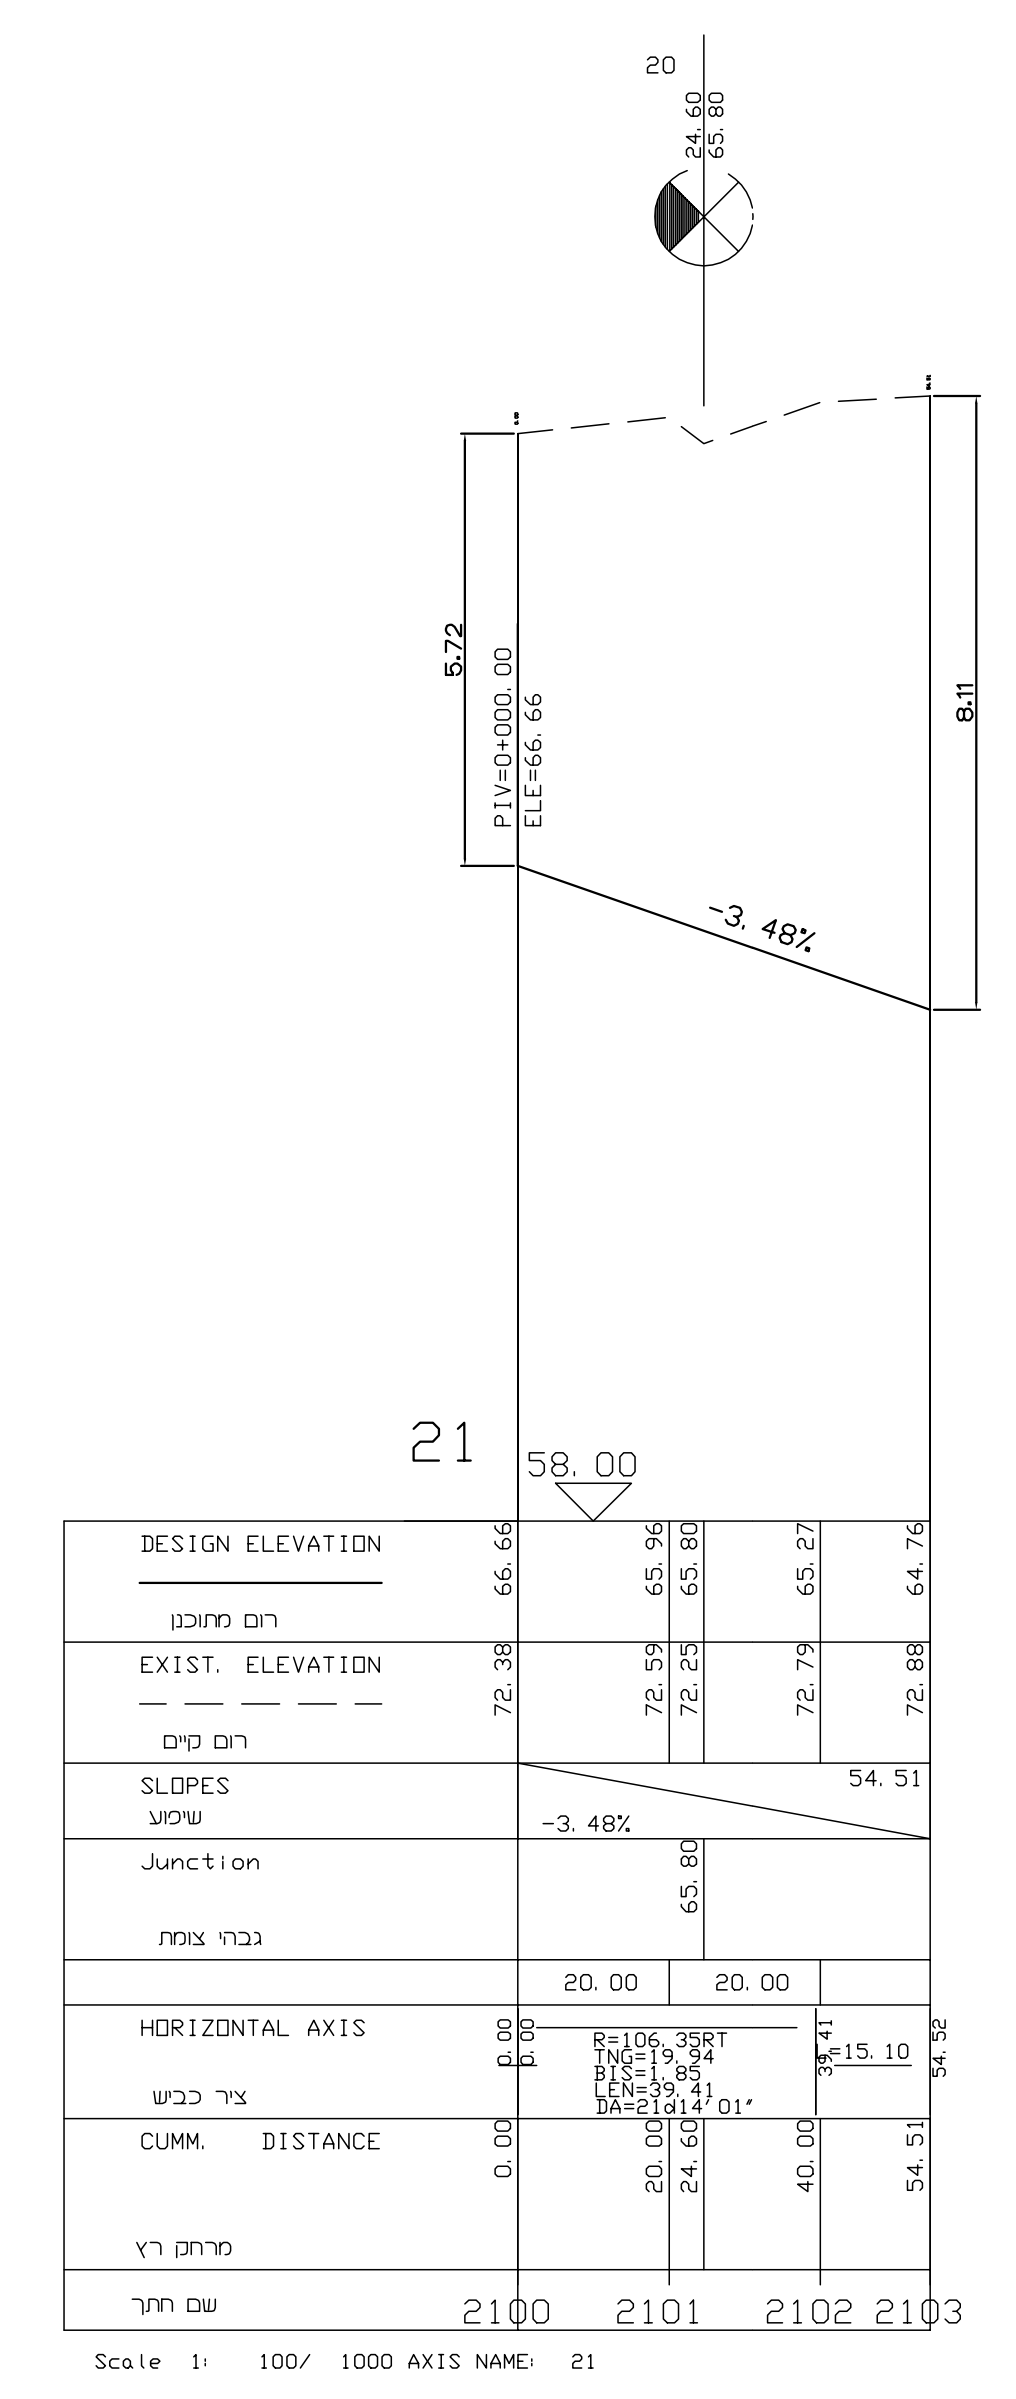 20
24.60
65.80
5.72
PIV=0+000.00
ELE=66.66
8.11
-3.48%
21
58.00
DESIGN ELEVATION 66.66 65.96 65.80 65.27 64.76
רום מתוכנן
EXIST. ELEVATION 72.38 72.59 72.25 72.79 72.88
רום קיים
SLOPES 54.51
שיפוע -3.48%
Junction 65.80
גבהי צומת
20.00 20.00
HORIZONTAL AXIS 0.00 0.00 39.41 54.52
R=106.35RT
TNG=19.94
BIS=1.85
LEN=39.41
DA=21d14'01"
=15.10
ציר כביש
CUMM. DISTANCE 0.00 20.00 24.60 40.00 54.51
מרחק רץ
שם חתך 2100 2101 2102 2103
Scale 1: 100/ 1000 AXIS NAME: 21